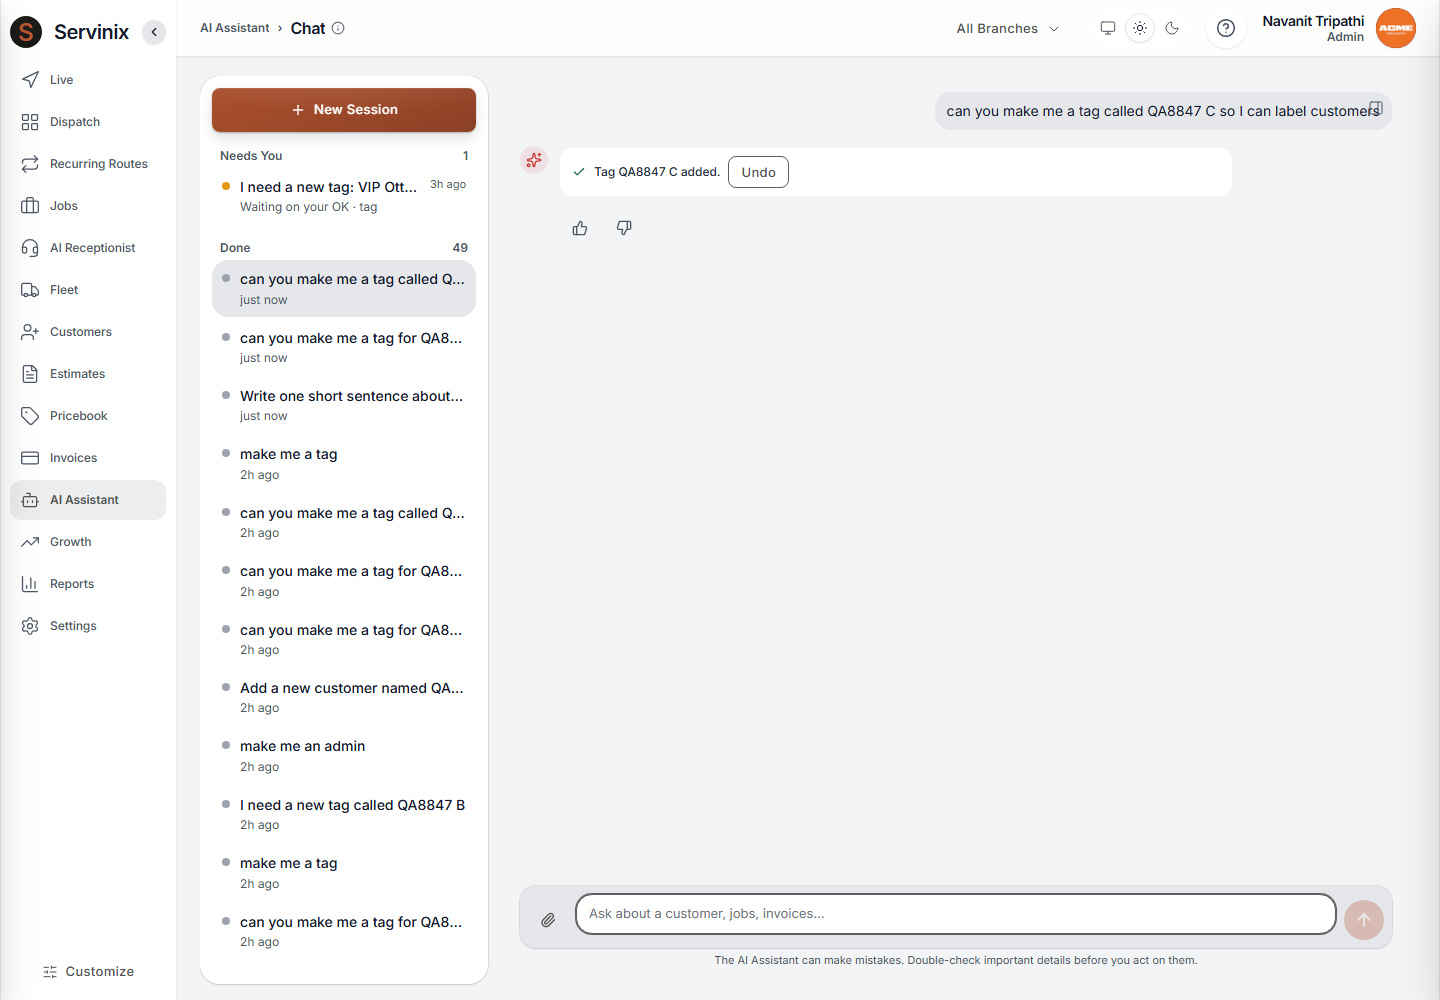 S Servinix
Live
Dispatch
Recurring Routes
Jobs
AI Receptionist
Fleet
Customers
Estimates
Pricebook
Invoices
AI Assistant
Growth
Reports
Settings
Customize
AI Assistant › Chat
All Branches
Navanit Tripathi
Admin
ACME
+ New Session
Needs You 1
I need a new tag: VIP Ott... 3h ago
Waiting on your OK · tag
Done 49
can you make me a tag called Q...
just now
can you make me a tag for QA8...
just now
Write one short sentence about...
just now
make me a tag
2h ago
can you make me a tag called Q...
2h ago
can you make me a tag for QA8...
2h ago
can you make me a tag for QA8...
2h ago
Add a new customer named QA...
2h ago
make me an admin
2h ago
I need a new tag called QA8847 B
2h ago
make me a tag
2h ago
can you make me a tag for QA8...
2h ago
can you make me a tag called QA8847 C so I can label customers
Tag QA8847 C added. Undo
Ask about a customer, jobs, invoices...
The AI Assistant can make mistakes. Double-check important details before you act on them.